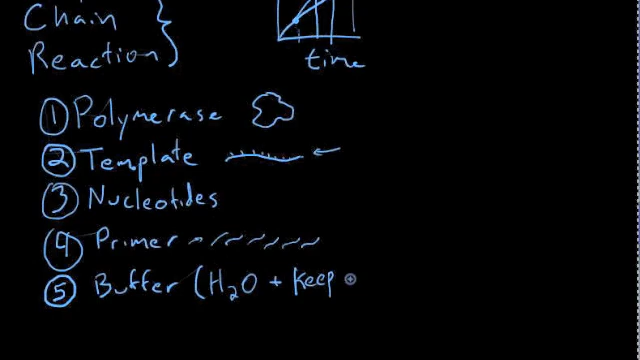 Chain
Reaction
time
① Polymerase
② Template
③ Nucleotides
④ Primer
⑤ Buffer (H₂O + Keep